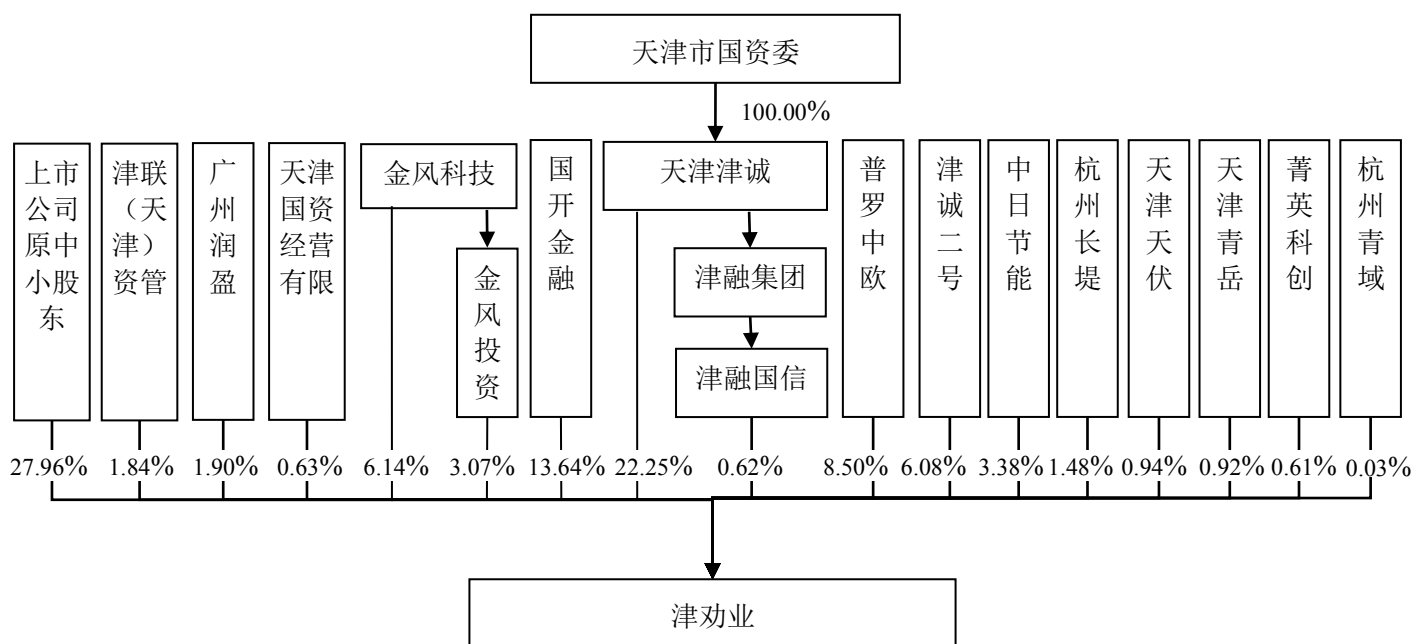 天津市国资委
100.00%
上市
公司
原中
小股
东
津联
（天
津）
资管
广
州
润
盈
天津
国资
经营
有限
金风科技
金
风
投
资
国
开
金
融
天津津诚
津融集团
津融国信
普
罗
中
欧
津
诚
二
号
中
日
节
能
杭
州
长
堤
天
津
天
伏
天
津
青
岳
菁
英
科
创
杭
州
青
域
27.96%
1.84%
1.90%
0.63%
6.14%
3.07%
13.64%
22.25%
0.62%
8.50%
6.08%
3.38%
1.48%
0.94%
0.92%
0.61%
0.03%
津劝业